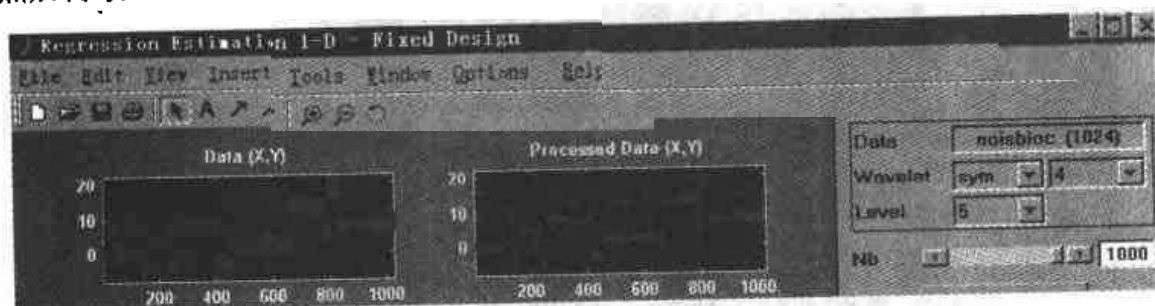 Regression Estimation 1-D - Fixed Design
File Edit View Insert Tools Window Options Help
Data (X,Y)
20
10
0
200 400 600 800 1000
Processed Data (X,Y)
20
10
0
200 400 600 800 1000
Data noisbloc (1024)
Wavelet sym 4
Level 5
Nb 1000